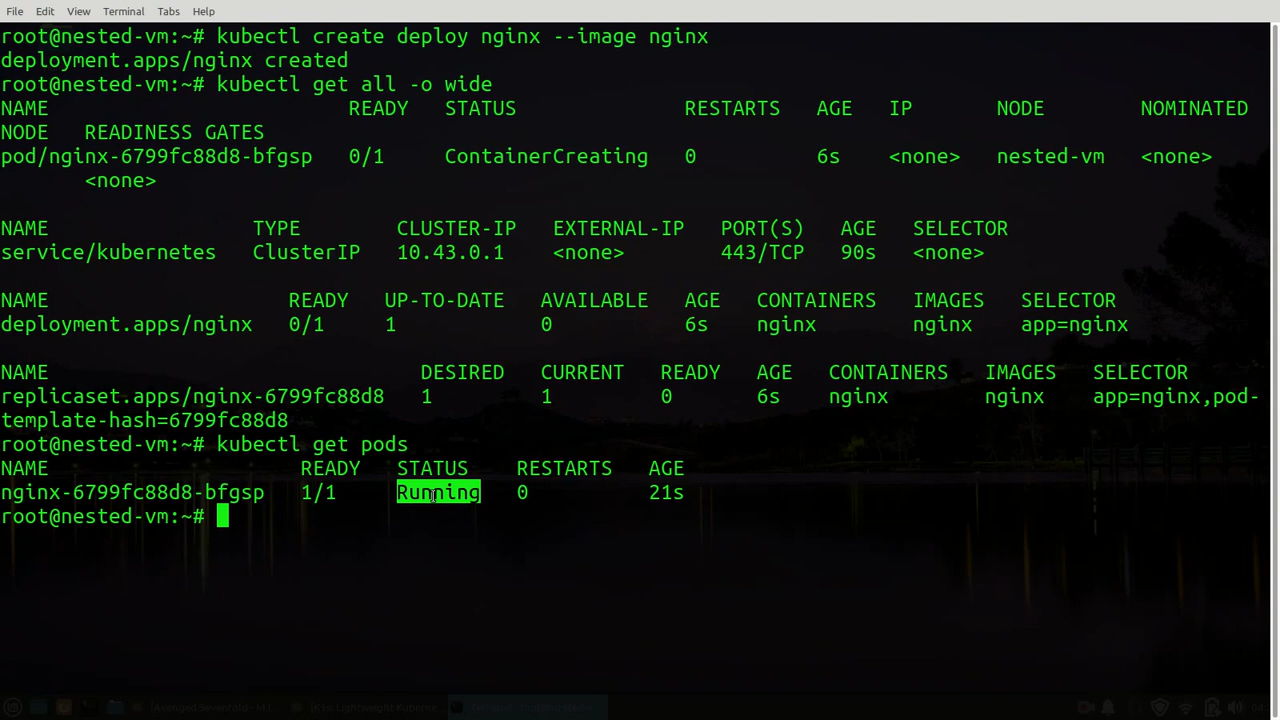 File Edit View Terminal Tabs Help
root@nested-vm:~# kubectl create deploy nginx --image nginx
deployment.apps/nginx created
root@nested-vm:~# kubectl get all -o wide
NAME READY STATUS RESTARTS AGE IP NODE NOMINATED
NODE READINESS GATES
pod/nginx-6799fc88d8-bfgsp 0/1 ContainerCreating 0 6s <none> nested-vm <none>
<none>
NAME TYPE CLUSTER-IP EXTERNAL-IP PORT(S) AGE SELECTOR
service/kubernetes ClusterIP 10.43.0.1 <none> 443/TCP 90s <none>
NAME READY UP-TO-DATE AVAILABLE AGE CONTAINERS IMAGES SELECTOR
deployment.apps/nginx 0/1 1 0 6s nginx nginx app=nginx
NAME DESIRED CURRENT READY AGE CONTAINERS IMAGES SELECTOR
replicaset.apps/nginx-6799fc88d8 1 1 0 6s nginx nginx app=nginx,pod-
template-hash=6799fc88d8
root@nested-vm:~# kubectl get pods
NAME READY STATUS RESTARTS AGE
nginx-6799fc88d8-bfgsp 1/1 Running 0 21s
root@nested-vm:~#